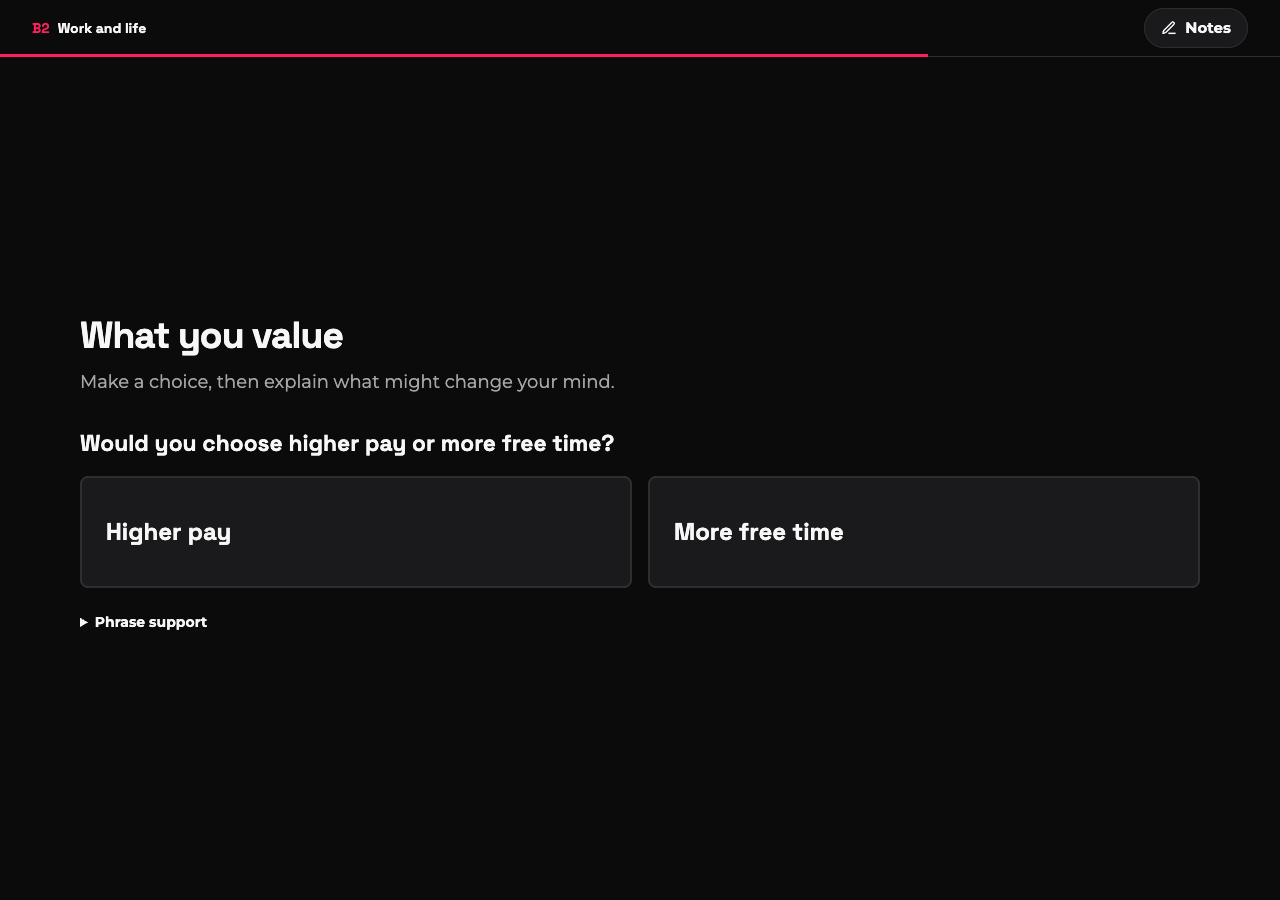 B2 Work and life
Notes
What you value
Make a choice, then explain what might change your mind.
Would you choose higher pay or more free time?
Higher pay
More free time
Phrase support